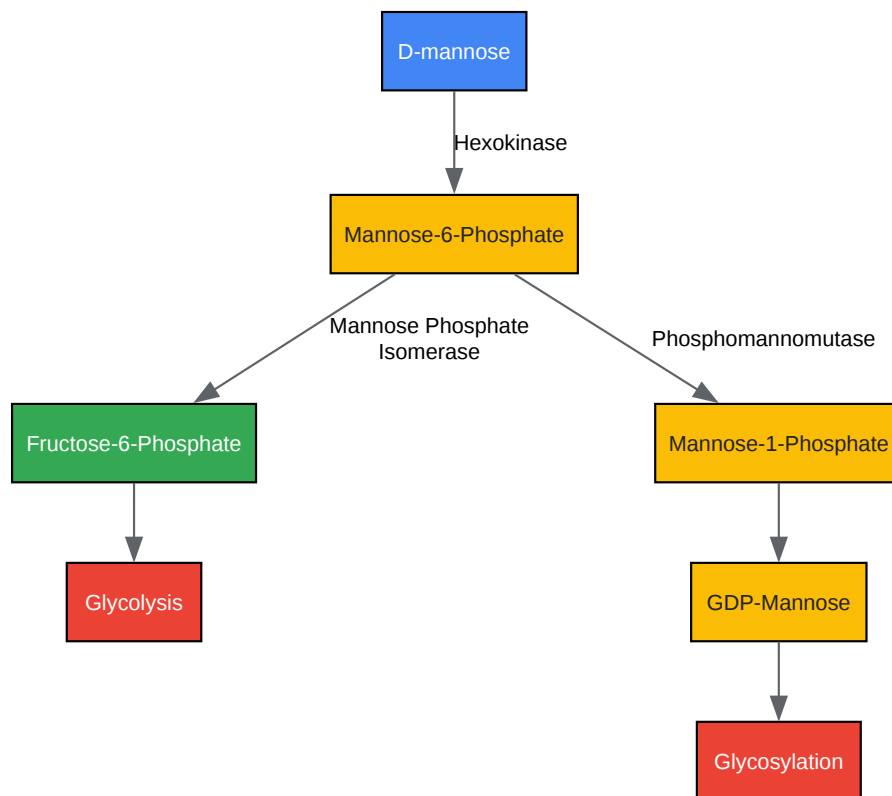 D-mannose
Hexokinase
Mannose-6-Phosphate
Mannose Phosphate
Isomerase
Phosphomannomutase
Fructose-6-Phosphate
Mannose-1-Phosphate
Glycolysis
GDP-Mannose
Glycosylation